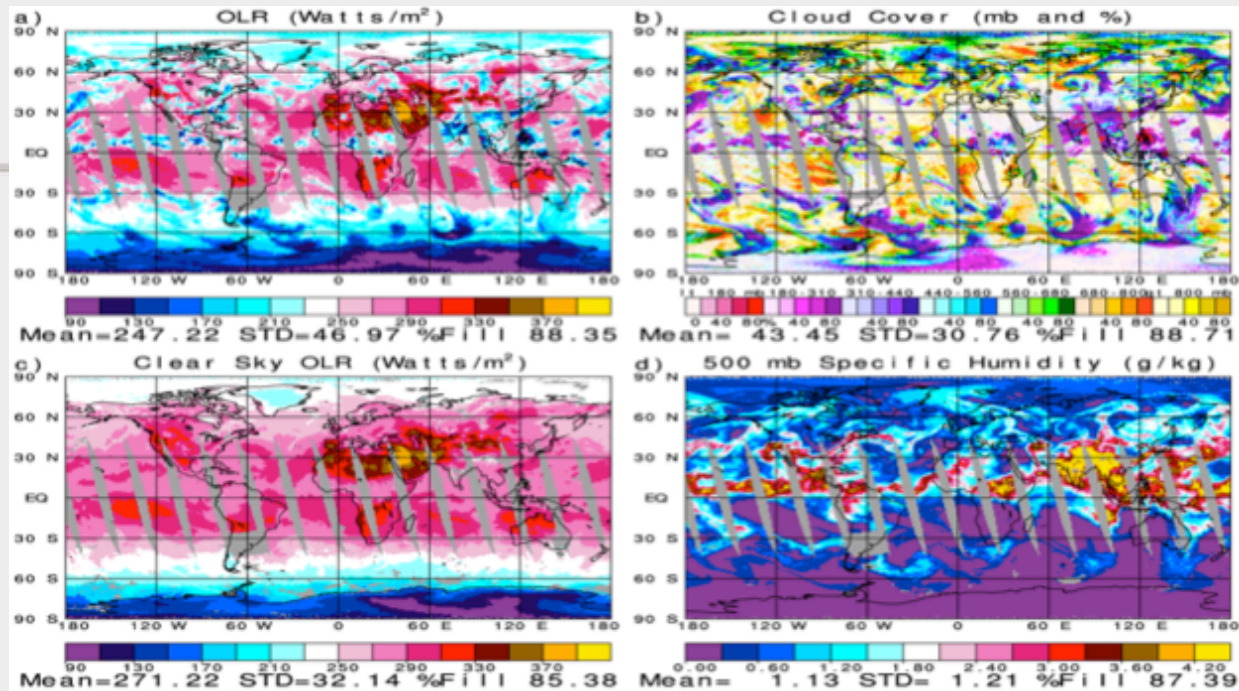 a) OLR (Watts/m²)
90 N
60 N
30 N
EQ
30 S
60 S
90 S
180 120 W 60 W 0 60 E 120 E 180
90 130 170 210 250 290 330 370
Mean=247.22 STD=46.97 %Fill 88.35
b) Cloud Cover (mb and %)
90 N
60 N
30 N
EQ
30 S
60 S
90 S
180 120 W 60 W 0 60 E 120 E 180
0 40 80% 40 80 40 80 40 80 40 80 40 80 40 80
Mean= 43.45 STD=30.76 %Fill 88.71
c) Clear Sky OLR (Watts/m²)
90 N
60 N
30 N
EQ
30 S
60 S
90 S
180 120 W 60 W 0 60 E 120 E 180
90 130 170 210 250 290 330 370
Mean=271.22 STD=32.14 %Fill 85.38
d) 500 mb Specific Humidity (g/kg)
90 N
60 N
30 N
EQ
30 S
60 S
90 S
180 120 W 60 W 0 60 E 120 E 180
0.00 0.60 1.20 1.80 2.40 3.00 3.60 4.20
Mean= 1.13 STD= 1.21 %Fill 87.39